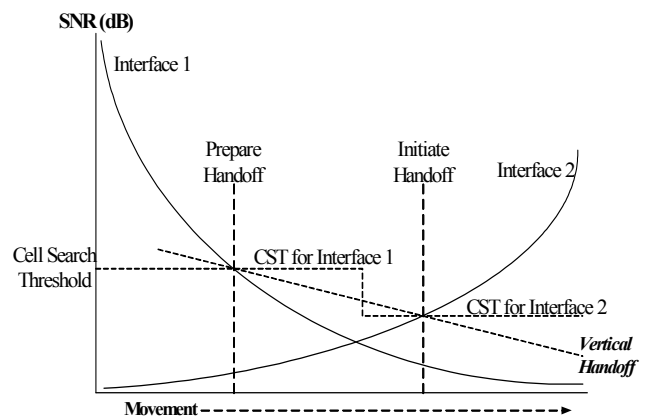 SNR (dB)
Interface 1
Prepare
Handoff
Initiate
Handoff
Interface 2
Cell Search
Threshold
CST for Interface 1
CST for Interface 2
Vertical
Handoff
Movement